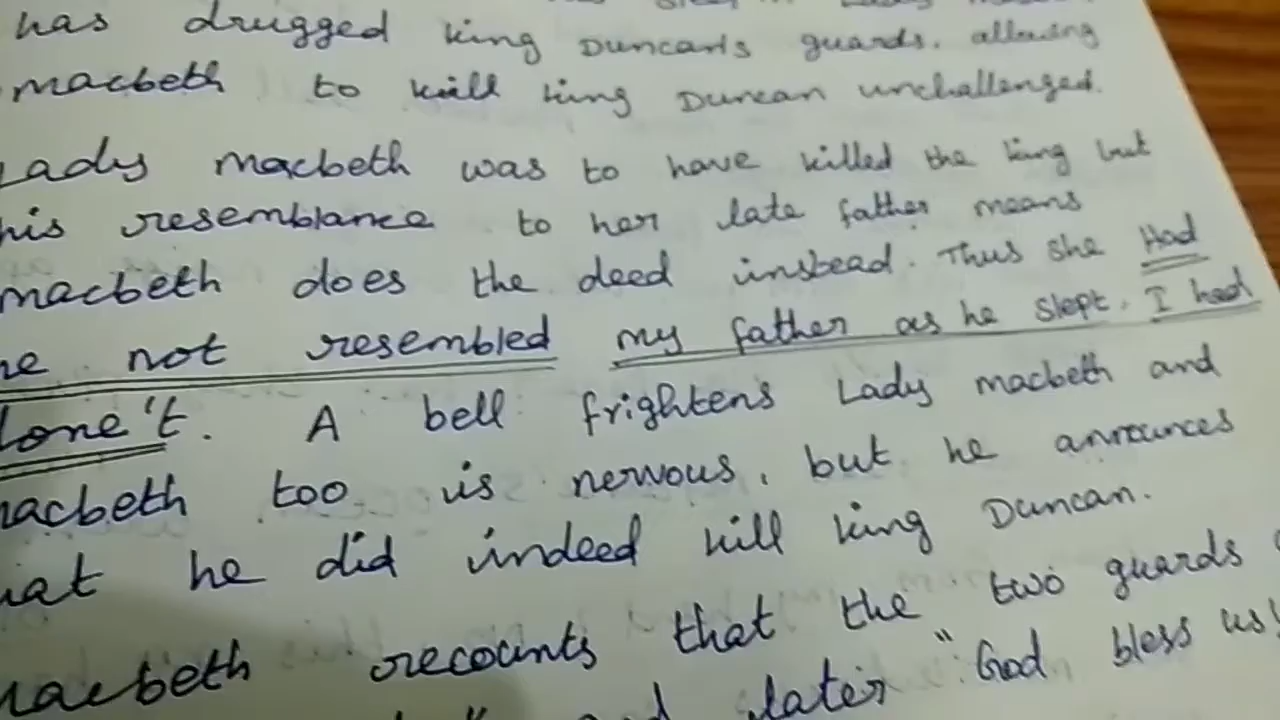 has drugged king Duncan's guards. allowing
macbeth to kill king Duncan unchallenged.
Lady macbeth was to have killed the king but
his resemblance to her late father means
macbeth does the deed instead. Thus she Had
he not resembled my father as he slept. I had
done't. A bell frightens Lady macbeth and
macbeth too is nervous, but he announces
that he did indeed kill king Duncan.
macbeth recounts that the two guards
and later "God bless us!